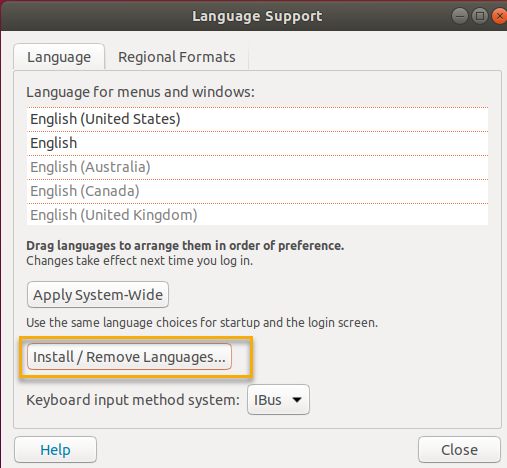 Language Support
Language
Regional Formats
Language for menus and windows:
English (United States)
English
English (Australia)
English (Canada)
English (United Kingdom)
Drag languages to arrange them in order of preference.
Changes take effect next time you log in.
Apply System-Wide
Use the same language choices for startup and the login screen.
Install / Remove Languages...
Keyboard input method system: IBus
Help
Close